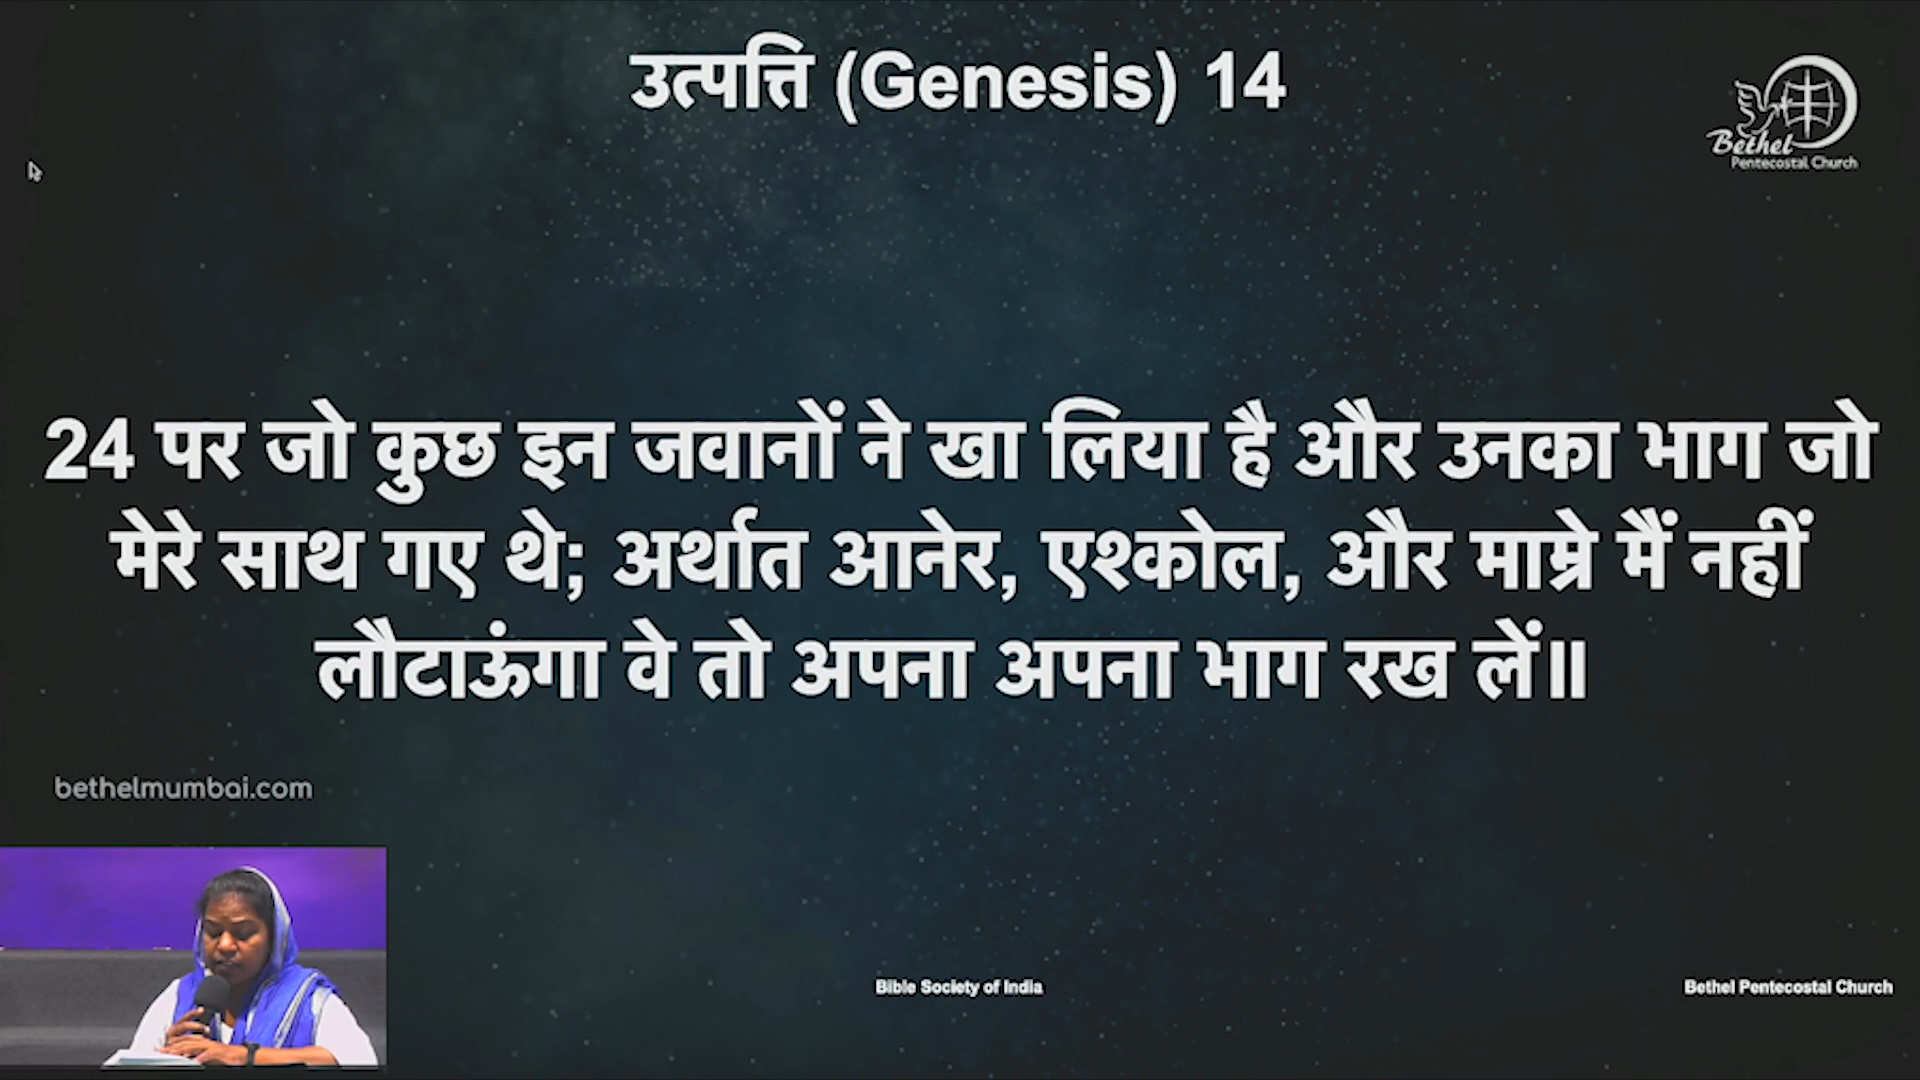 उत्पत्ति (Genesis) 14
Bethel
Pentecostal Church
24 पर जो कुछ इन जवानों ने खा लिया है और उनका भाग जो
मेरे साथ गए थे; अर्थात आनेर, एश्कोल, और माम्रे मैं नहीं
लौटाऊंगा वे तो अपना अपना भाग रख लें॥
bethelmumbai.com
Bible Society of India
Bethel Pentecostal Church